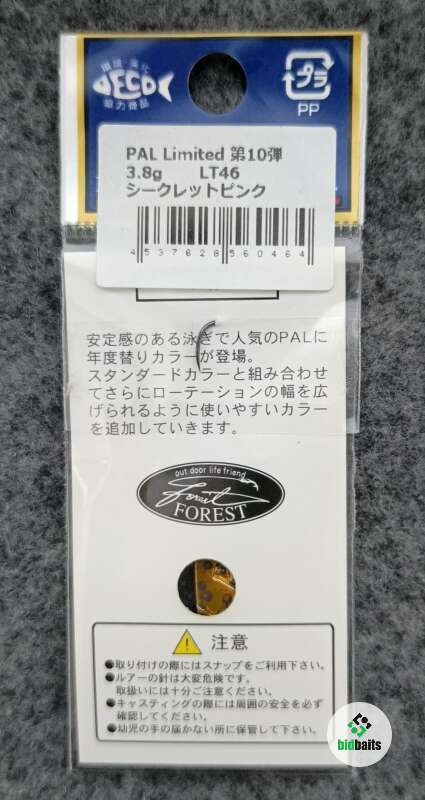 環境・進化
DECO
協力商品
プラ
PP
PAL Limited 第10弾
3.8g LT46
シークレットピンク
4537628560464
安定感のある泳ぎで人気のPALに
年度替りカラーが登場。
スタンダードカラーと組み合わせ
てさらにローテーションの幅を広
げられるように使いやすいカラー
を追加していきます。
out door life friend
Forest
FOREST
注意
●取り付けの際にはスナップをご利用下さい。
●ルアーの針は大変危険です。
取扱いには十分ご注意ください。
●キャスティングの際には周囲の安全を必ず
確認してください。
●幼児の手の届かない所に保管して下さい。
bidbaits